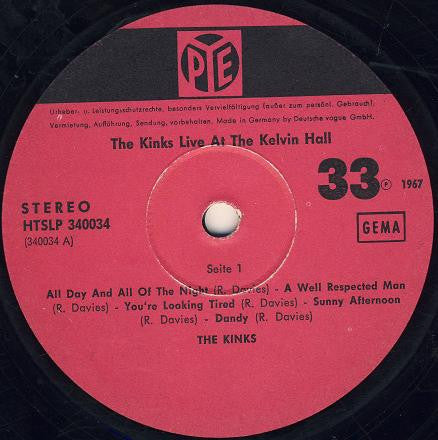 PYE
Urheber- u. Leistungsschutzrechte, besonders Vervielfältigung (außer zum persönl. Gebrauch),
Vermietung, Aufführung, Sendung, vorbehalten. Made in Germany by Deutsche vogue GmbH.
The Kinks Live At The Kelvin Hall
33 ℗ 1967
STEREO
HTSLP 340034
(340034 A)
GEMA
Seite 1
All Day And All Of The Night (R. Davies) - A Well Respected Man
(R. Davies) - You're Looking Tired (R. Davies) - Sunny Afternoon
(R. Davies) - Dandy (R. Davies)
THE KINKS